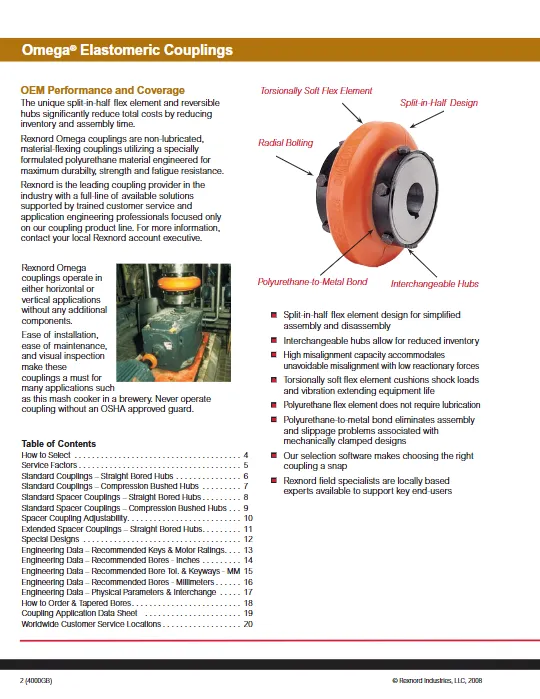 Omega® Elastomeric Couplings
OEM Performance and Coverage
The unique split-in-half flex element and reversible
hubs significantly reduce total costs by reducing
inventory and assembly time.
Rexnord Omega couplings are non-lubricated,
material-flexing couplings utilizing a specially
formulated polyurethane material engineered for
maximum durabilty, strength and fatigue resistance.
Rexnord is the leading coupling provider in the
industry with a full-line of available solutions
supported by trained customer service and
application engineering professionals focused only
on our coupling product line. For more information,
contact your local Rexnord account executive.
Rexnord Omega
couplings operate in
either horizontal or
vertical applications
without any additional
components.
Ease of installation,
ease of maintenance,
and visual inspection
make these
couplings a must for
many applications such
as this mash cooker in a brewery. Never operate
coupling without an OSHA approved guard.
Table of Contents
How to Select . . . . . . . . . . . . . . . . . . . . . . . . . . . . . . . . . . . . 4
Service Factors . . . . . . . . . . . . . . . . . . . . . . . . . . . . . . . . . . . 5
Standard Couplings – Straight Bored Hubs . . . . . . . . . . . . . . 6
Standard Couplings – Compression Bushed Hubs . . . . . . . . 7
Standard Spacer Couplings – Straight Bored Hubs . . . . . . . . 8
Standard Spacer Couplings – Compression Bushed Hubs . . . 9
Spacer Coupling Adjustability. . . . . . . . . . . . . . . . . . . . . . . . 10
Extended Spacer Couplings – Straight Bored Hubs. . . . . . . . 11
Special Designs . . . . . . . . . . . . . . . . . . . . . . . . . . . . . . . . . . 12
Engineering Data – Recommended Keys & Motor Ratings. . . . 13
Engineering Data – Recommended Bores - Inches . . . . . . . . . 14
Engineering Data – Recommended Bore Tol. & Keyways - MM 15
Engineering Data – Recommended Bores - Millimeters . . . . . . 16
Engineering Data – Physical Parameters & Interchange . . . . . 17
How to Order & Tapered Bores. . . . . . . . . . . . . . . . . . . . . . . . 18
Coupling Application Data Sheet . . . . . . . . . . . . . . . . . . . . . 19
Worldwide Customer Service Locations . . . . . . . . . . . . . . . . . 20
Torsionally Soft Flex Element
Split-in-Half Design
Radial Bolting
Polyurethane-to-Metal Bond
Interchangeable Hubs
Split-in-half flex element design for simplified
assembly and disassembly
Interchangeable hubs allow for reduced inventory
High misalignment capacity accommodates
unavoidable misalignment with low reactionary forces
Torsionally soft flex element cushions shock loads
and vibration extending equipment life
Polyurethane flex element does not require lubrication
Polyurethane-to-metal bond eliminates assembly
and slippage problems associated with
mechanically clamped designs
Our selection software makes choosing the right
coupling a snap
Rexnord field specialists are locally based
experts available to support key end-users
2 (4000GB)
© Rexnord Industries, LLC, 2008